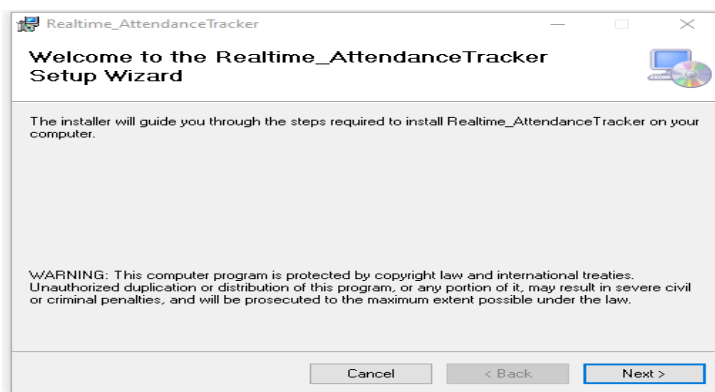 Realtime_AttendanceTracker
Welcome to the Realtime_AttendanceTracker
Setup Wizard
The installer will guide you through the steps required to install Realtime_AttendanceTracker on your
computer.
WARNING: This computer program is protected by copyright law and international treaties.
Unauthorized duplication or distribution of this program, or any portion of it, may result in severe civil
or criminal penalties, and will be prosecuted to the maximum extent possible under the law.
Cancel < Back Next >